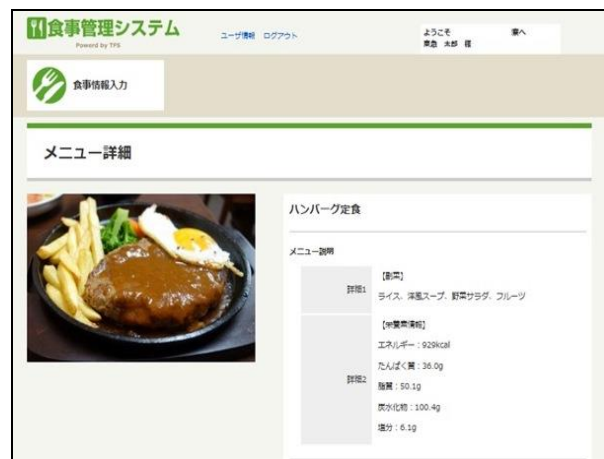 食事管理システム
Powerd by TPS
ユーザ情報 ログアウト
ようこそ 寮へ
東急 太郎 様
食事情報入力
メニュー詳細
ハンバーグ定食
メニュー説明
詳細1
【副菜】
ライス、洋風スープ、野菜サラダ、フルーツ
詳細2
【栄養素情報】
エネルギー：929kcal
たんぱく質：36.0g
脂質：50.1g
炭水化物：100.4g
塩分：6.1g